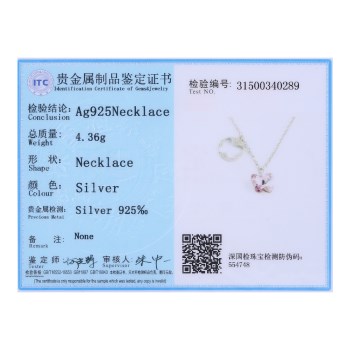 ITC
贵金属制品鉴定证书
Identification Certificate of Gem&Jewelry
检验编号: 31500340289
TEST NO.
检验结论: Ag925Necklace
Conclusion
总质量: 4.36g
Weight
形 状: Necklace
Shape
颜 色: Silver
Colour
贵金属检测: Silver 925‰
Previous Metal
备 注: None
Remark
鉴定师
审核人
Appraiser
Supervisor
深圳检珠宝检测防伪码:
554748